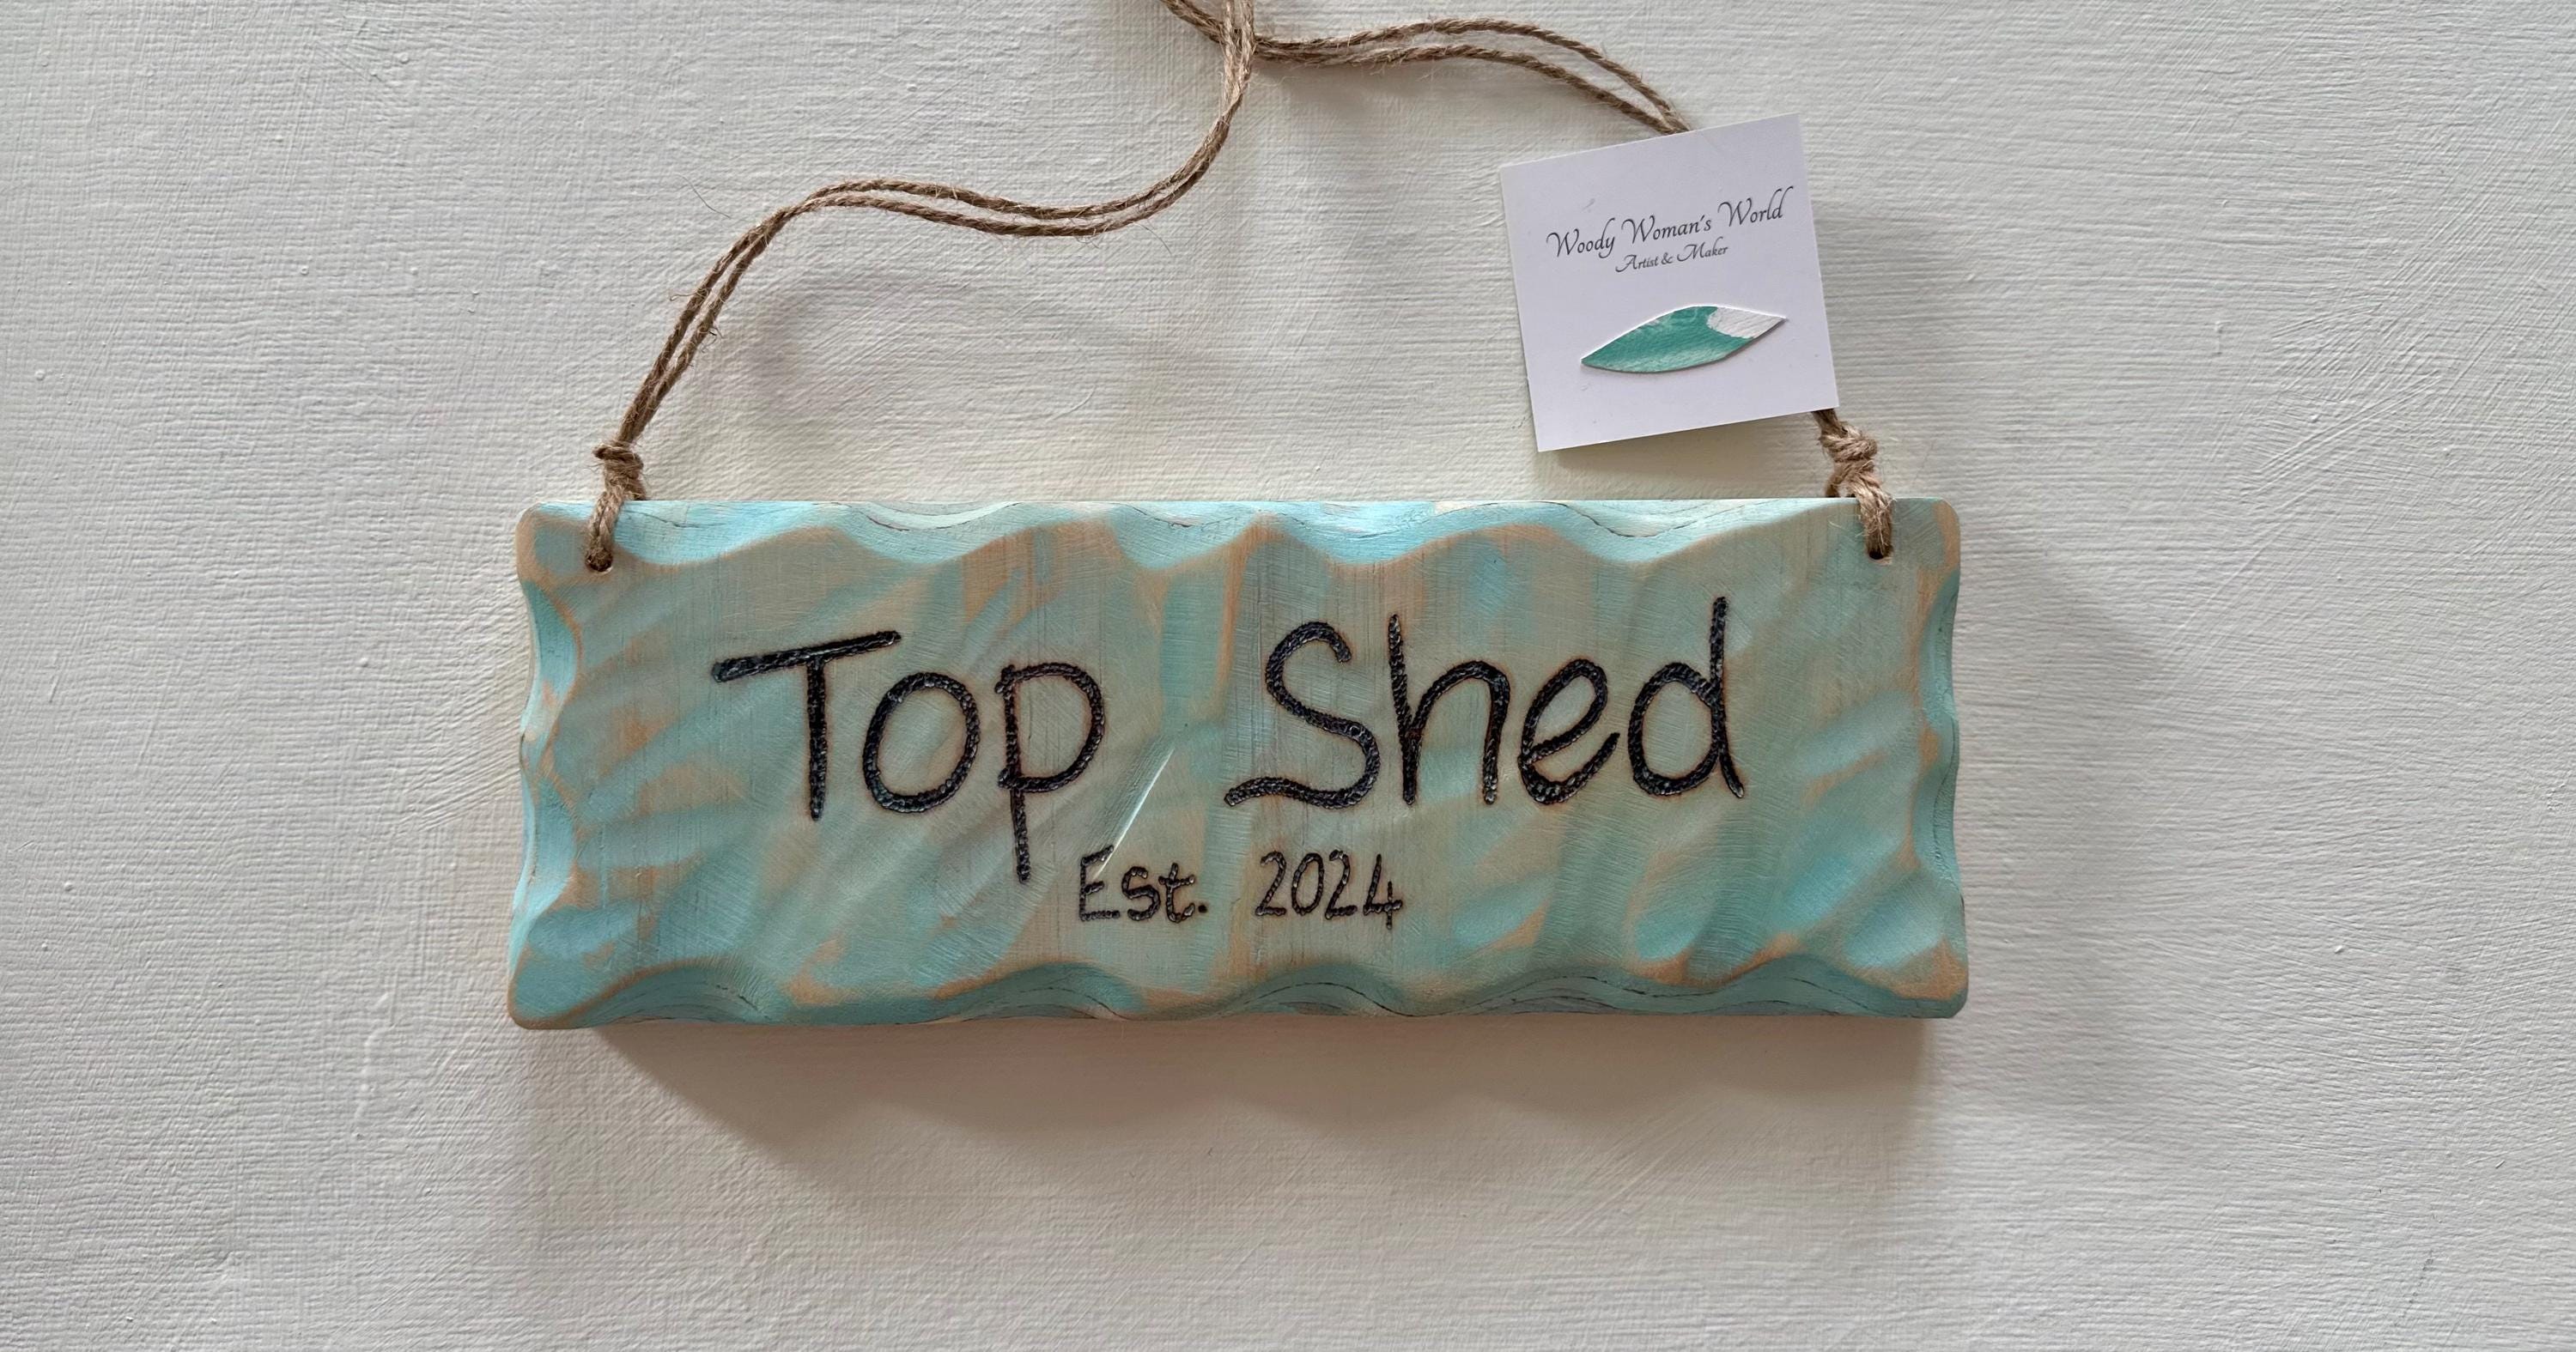 Woody Woman's World
Artist & Maker
Top Shed
Est. 2024